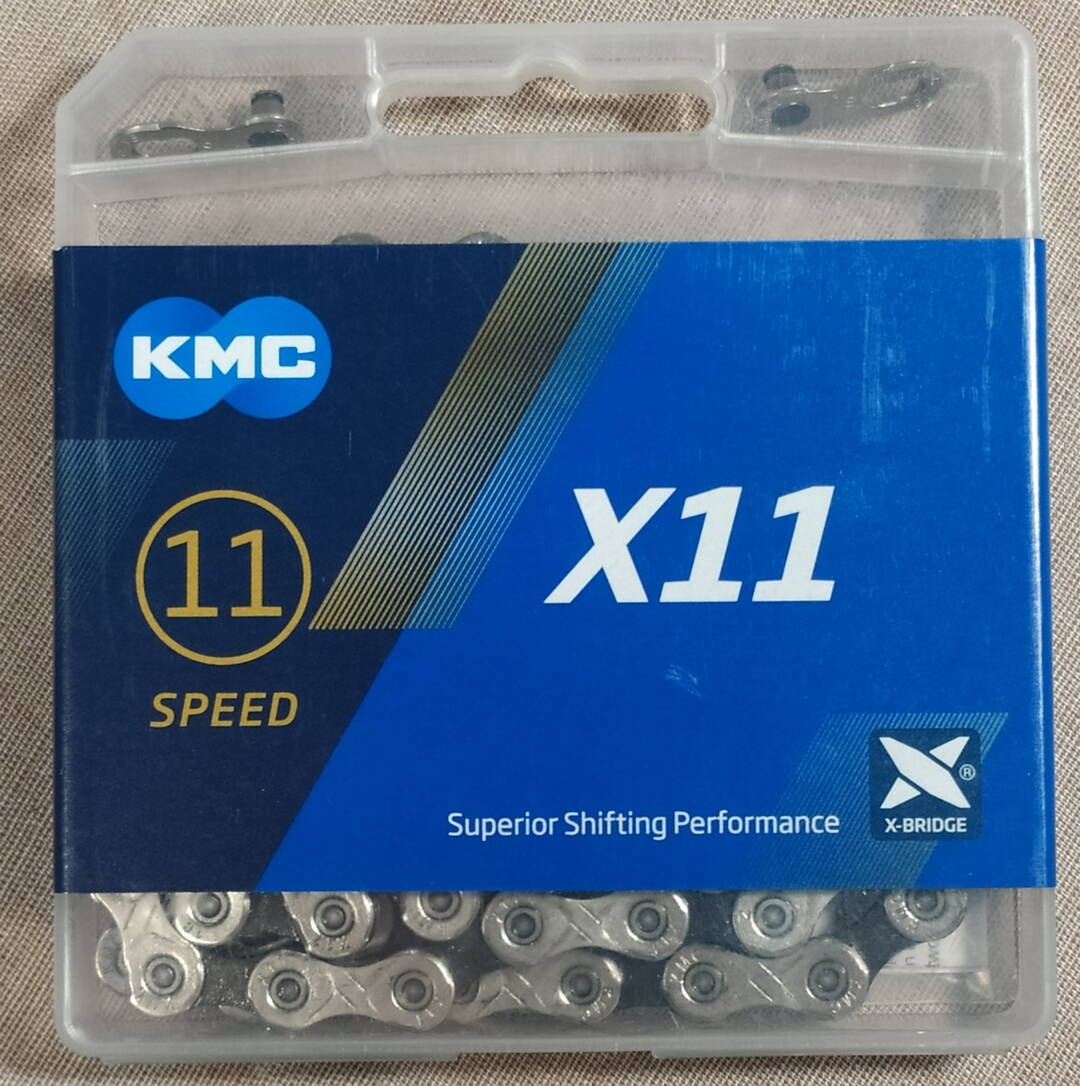 KMC
11
SPEED
X11
Superior Shifting Performance
®
X-BRIDGE